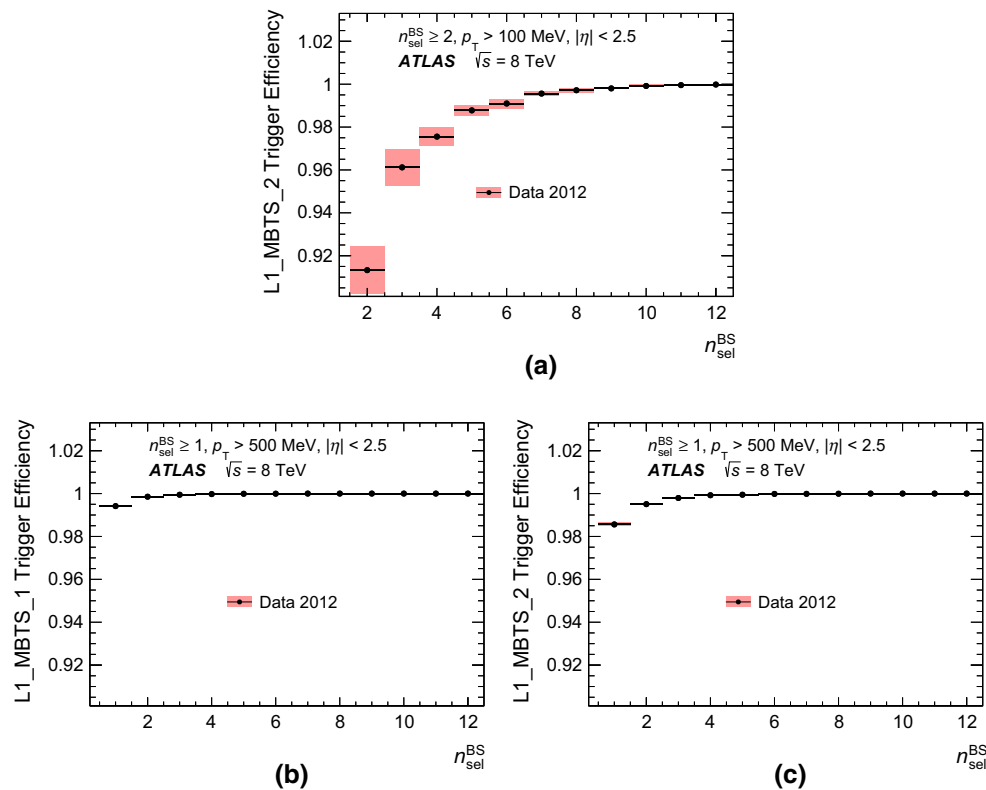 L1_MBTS_2 Trigger Efficiency
1.02
1
0.98
0.96
0.94
0.92
n_sel^BS ≥ 2, p_T > 100 MeV, |η| < 2.5
ATLAS √s = 8 TeV
Data 2012
2 4 6 8 10 12
n_sel^BS
(a)
L1_MBTS_1 Trigger Efficiency
1.02
1
0.98
0.96
0.94
0.92
n_sel^BS ≥ 1, p_T > 500 MeV, |η| < 2.5
ATLAS √s = 8 TeV
Data 2012
2 4 6 8 10 12
n_sel^BS
(b)
L1_MBTS_2 Trigger Efficiency
1.02
1
0.98
0.96
0.94
0.92
n_sel^BS ≥ 1, p_T > 500 MeV, |η| < 2.5
ATLAS √s = 8 TeV
Data 2012
2 4 6 8 10 12
n_sel^BS
(c)